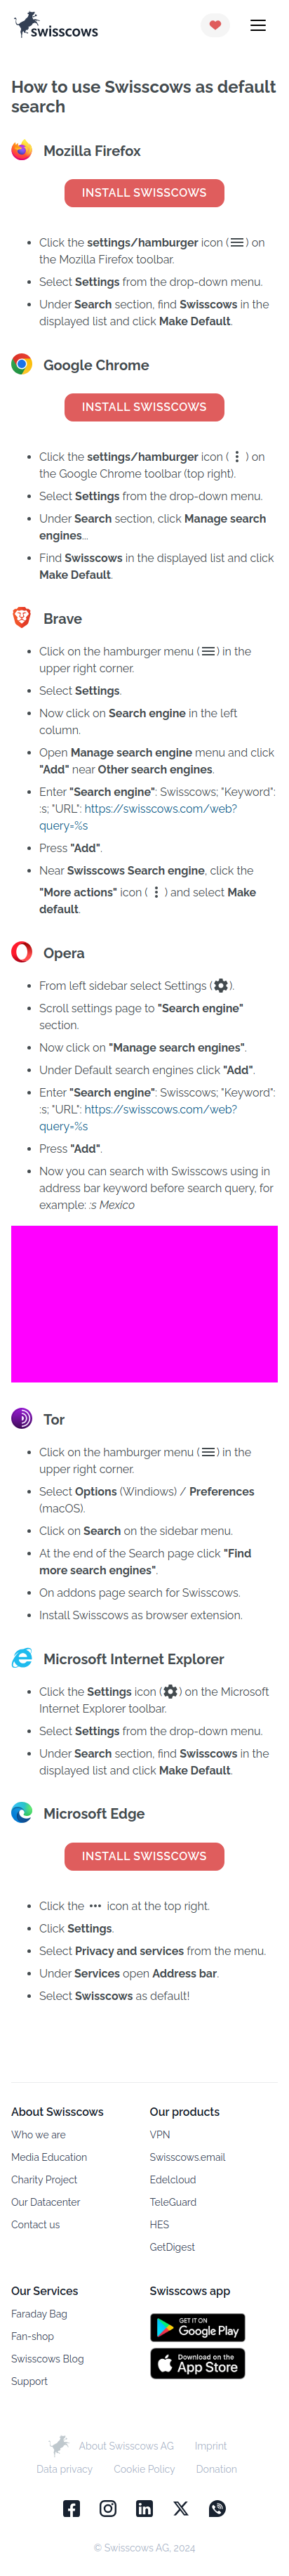 swisscows
How to use Swisscows as default
search
Mozilla Firefox
INSTALL SWISSCOWS
Click the settings/hamburger icon ( ) on
the Mozilla Firefox toolbar.
Select Settings from the drop-down menu.
Under Search section, find Swisscows in the
displayed list and click Make Default.
Google Chrome
INSTALL SWISSCOWS
Click the settings/hamburger icon ( ) on
the Google Chrome toolbar (top right).
Select Settings from the drop-down menu.
Under Search section, click Manage search
engines...
Find Swisscows in the displayed list and click
Make Default.
Brave
Click on the hamburger menu ( ) in the
upper right corner.
Select Settings.
Now click on Search engine in the left
column.
Open Manage search engine menu and click
"Add" near Other search engines.
Enter "Search engine": Swisscows; "Keyword":
:s; "URL": https://swisscows.com/web?
query=%s
Press "Add".
Near Swisscows Search engine, click the
"More actions" icon ( ) and select Make
default.
Opera
From left sidebar select Settings ( ).
Scroll settings page to "Search engine"
section.
Now click on "Manage search engines".
Under Default search engines click "Add".
Enter "Search engine": Swisscows; "Keyword":
:s; "URL": https://swisscows.com/web?
query=%s
Press "Add".
Now you can search with Swisscows using in
address bar keyword before search query, for
example: :s Mexico
Tor
Click on the hamburger menu ( ) in the
upper right corner.
Select Options (Windows) / Preferences
(macOS).
Click on Search on the sidebar menu.
At the end of the Search page click "Find
more search engines".
On addons page search for Swisscows.
Install Swisscows as browser extension.
Microsoft Internet Explorer
Click the Settings icon ( ) on the Microsoft
Internet Explorer toolbar.
Select Settings from the drop-down menu.
Under Search section, find Swisscows in the
displayed list and click Make Default.
Microsoft Edge
INSTALL SWISSCOWS
Click the ••• icon at the top right.
Click Settings.
Select Privacy and services from the menu.
Under Services open Address bar.
Select Swisscows as default!
About Swisscows
Who we are
Media Education
Charity Project
Our Datacenter
Contact us
Our products
VPN
Swisscows.email
Edelcloud
TeleGuard
HES
GetDigest
Our Services
Faraday Bag
Fan-shop
Swisscows Blog
Support
Swisscows app
GET IT ON
Google Play
Download on the
App Store
About Swisscows AG Imprint
Data privacy Cookie Policy Donation
© Swisscows AG, 2024